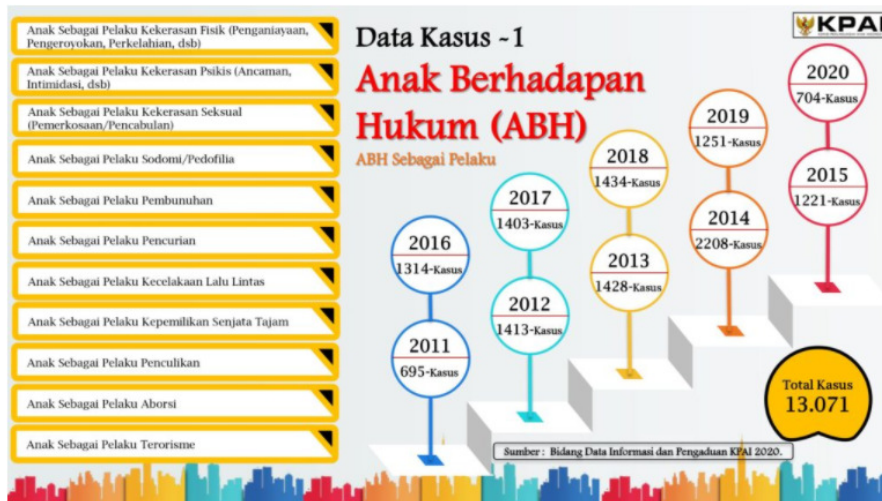 Anak Sebagai Pelaku Kekerasan Fisik (Penganiayaan,
Pengeroyokan, Perkelahian, dsb)
Anak Sebagai Pelaku Kekerasan Psikis (Ancaman,
Intimidasi, dsb)
Anak Sebagai Pelaku Kekerasan Seksual
(Pemerkosaan/Pencabulan)
Anak Sebagai Pelaku Sodomi/Pedofilia
Anak Sebagai Pelaku Pembunuhan
Anak Sebagai Pelaku Pencurian
Anak Sebagai Pelaku Kecelakaan Lalu Lintas
Anak Sebagai Pelaku Kepemilikan Senjata Tajam
Anak Sebagai Pelaku Penculikan
Anak Sebagai Pelaku Aborsi
Anak Sebagai Pelaku Terorisme
Data Kasus -1
Anak Berhadapan
Hukum (ABH)
ABH Sebagai Pelaku
KPAI
2016
1314-Kasus
2011
695-Kasus
2017
1403-Kasus
2012
1413-Kasus
2018
1434-Kasus
2013
1428-Kasus
2019
1251-Kasus
2014
2208-Kasus
2020
704-Kasus
2015
1221-Kasus
Total Kasus
13.071
Sumber : Bidang Data Informasi dan Pengaduan KPAI 2020.